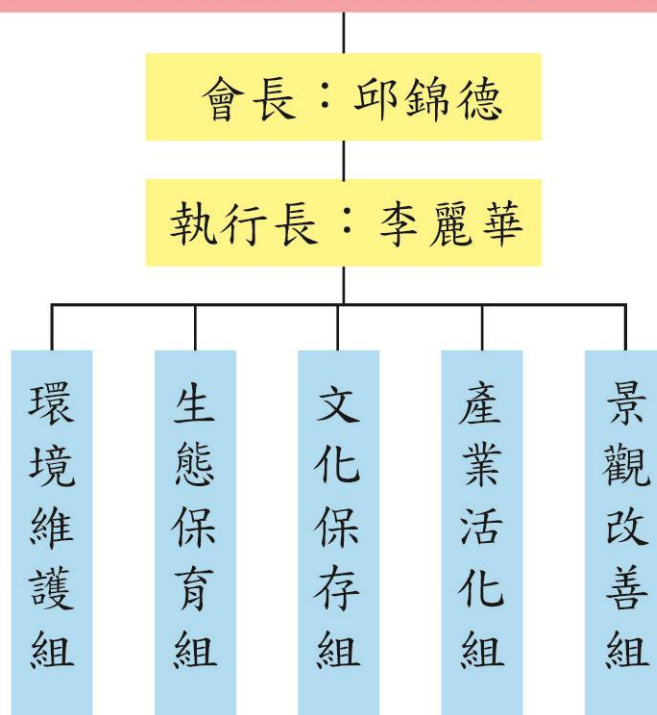 會長：邱錦德
執行長：李麗華
環境維護組
生態保育組
文化保存組
產業活化組
景觀改善組